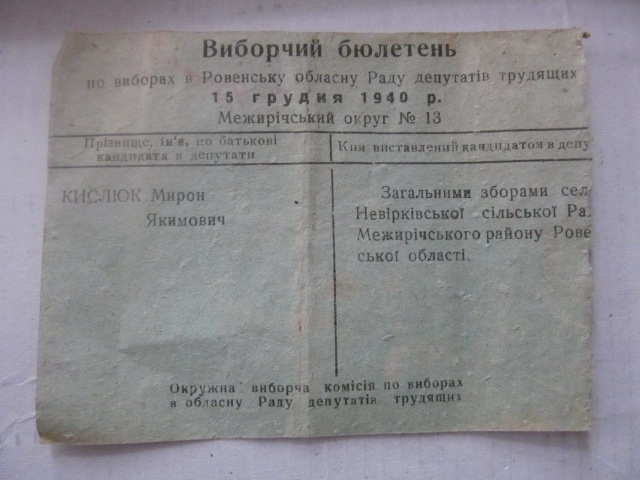 Виборчий бюлетень
по виборах в Ровенську обласну Раду депутатів трудящих
15 грудня 1940 р.
Межирічський округ № 13
Прізвище, ім'я, по батькові
кандидата в депутати
Ким виставлений кандидатом в депу
КИСЛЮК Мирон
Якимович
Загальними зборами сел
Невірківської сільської Ра
Межирічського району Рове
ської області.
Окружна виборча комісія по виборах
в обласну Раду депутатів трудящих